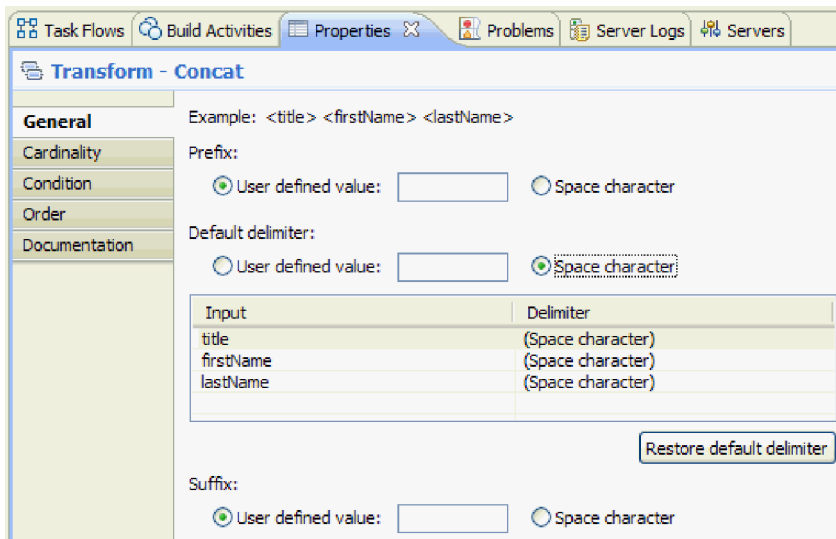 Task Flows Build Activities Properties Problems Server Logs Servers
Transform - Concat
General
Cardinality
Condition
Order
Documentation
Example: <title> <firstName> <lastName>
Prefix:
User defined value: Space character
Default delimiter:
User defined value: Space character
Input Delimiter
title (Space character)
firstName (Space character)
lastName (Space character)
Restore default delimiter
Suffix:
User defined value: Space character